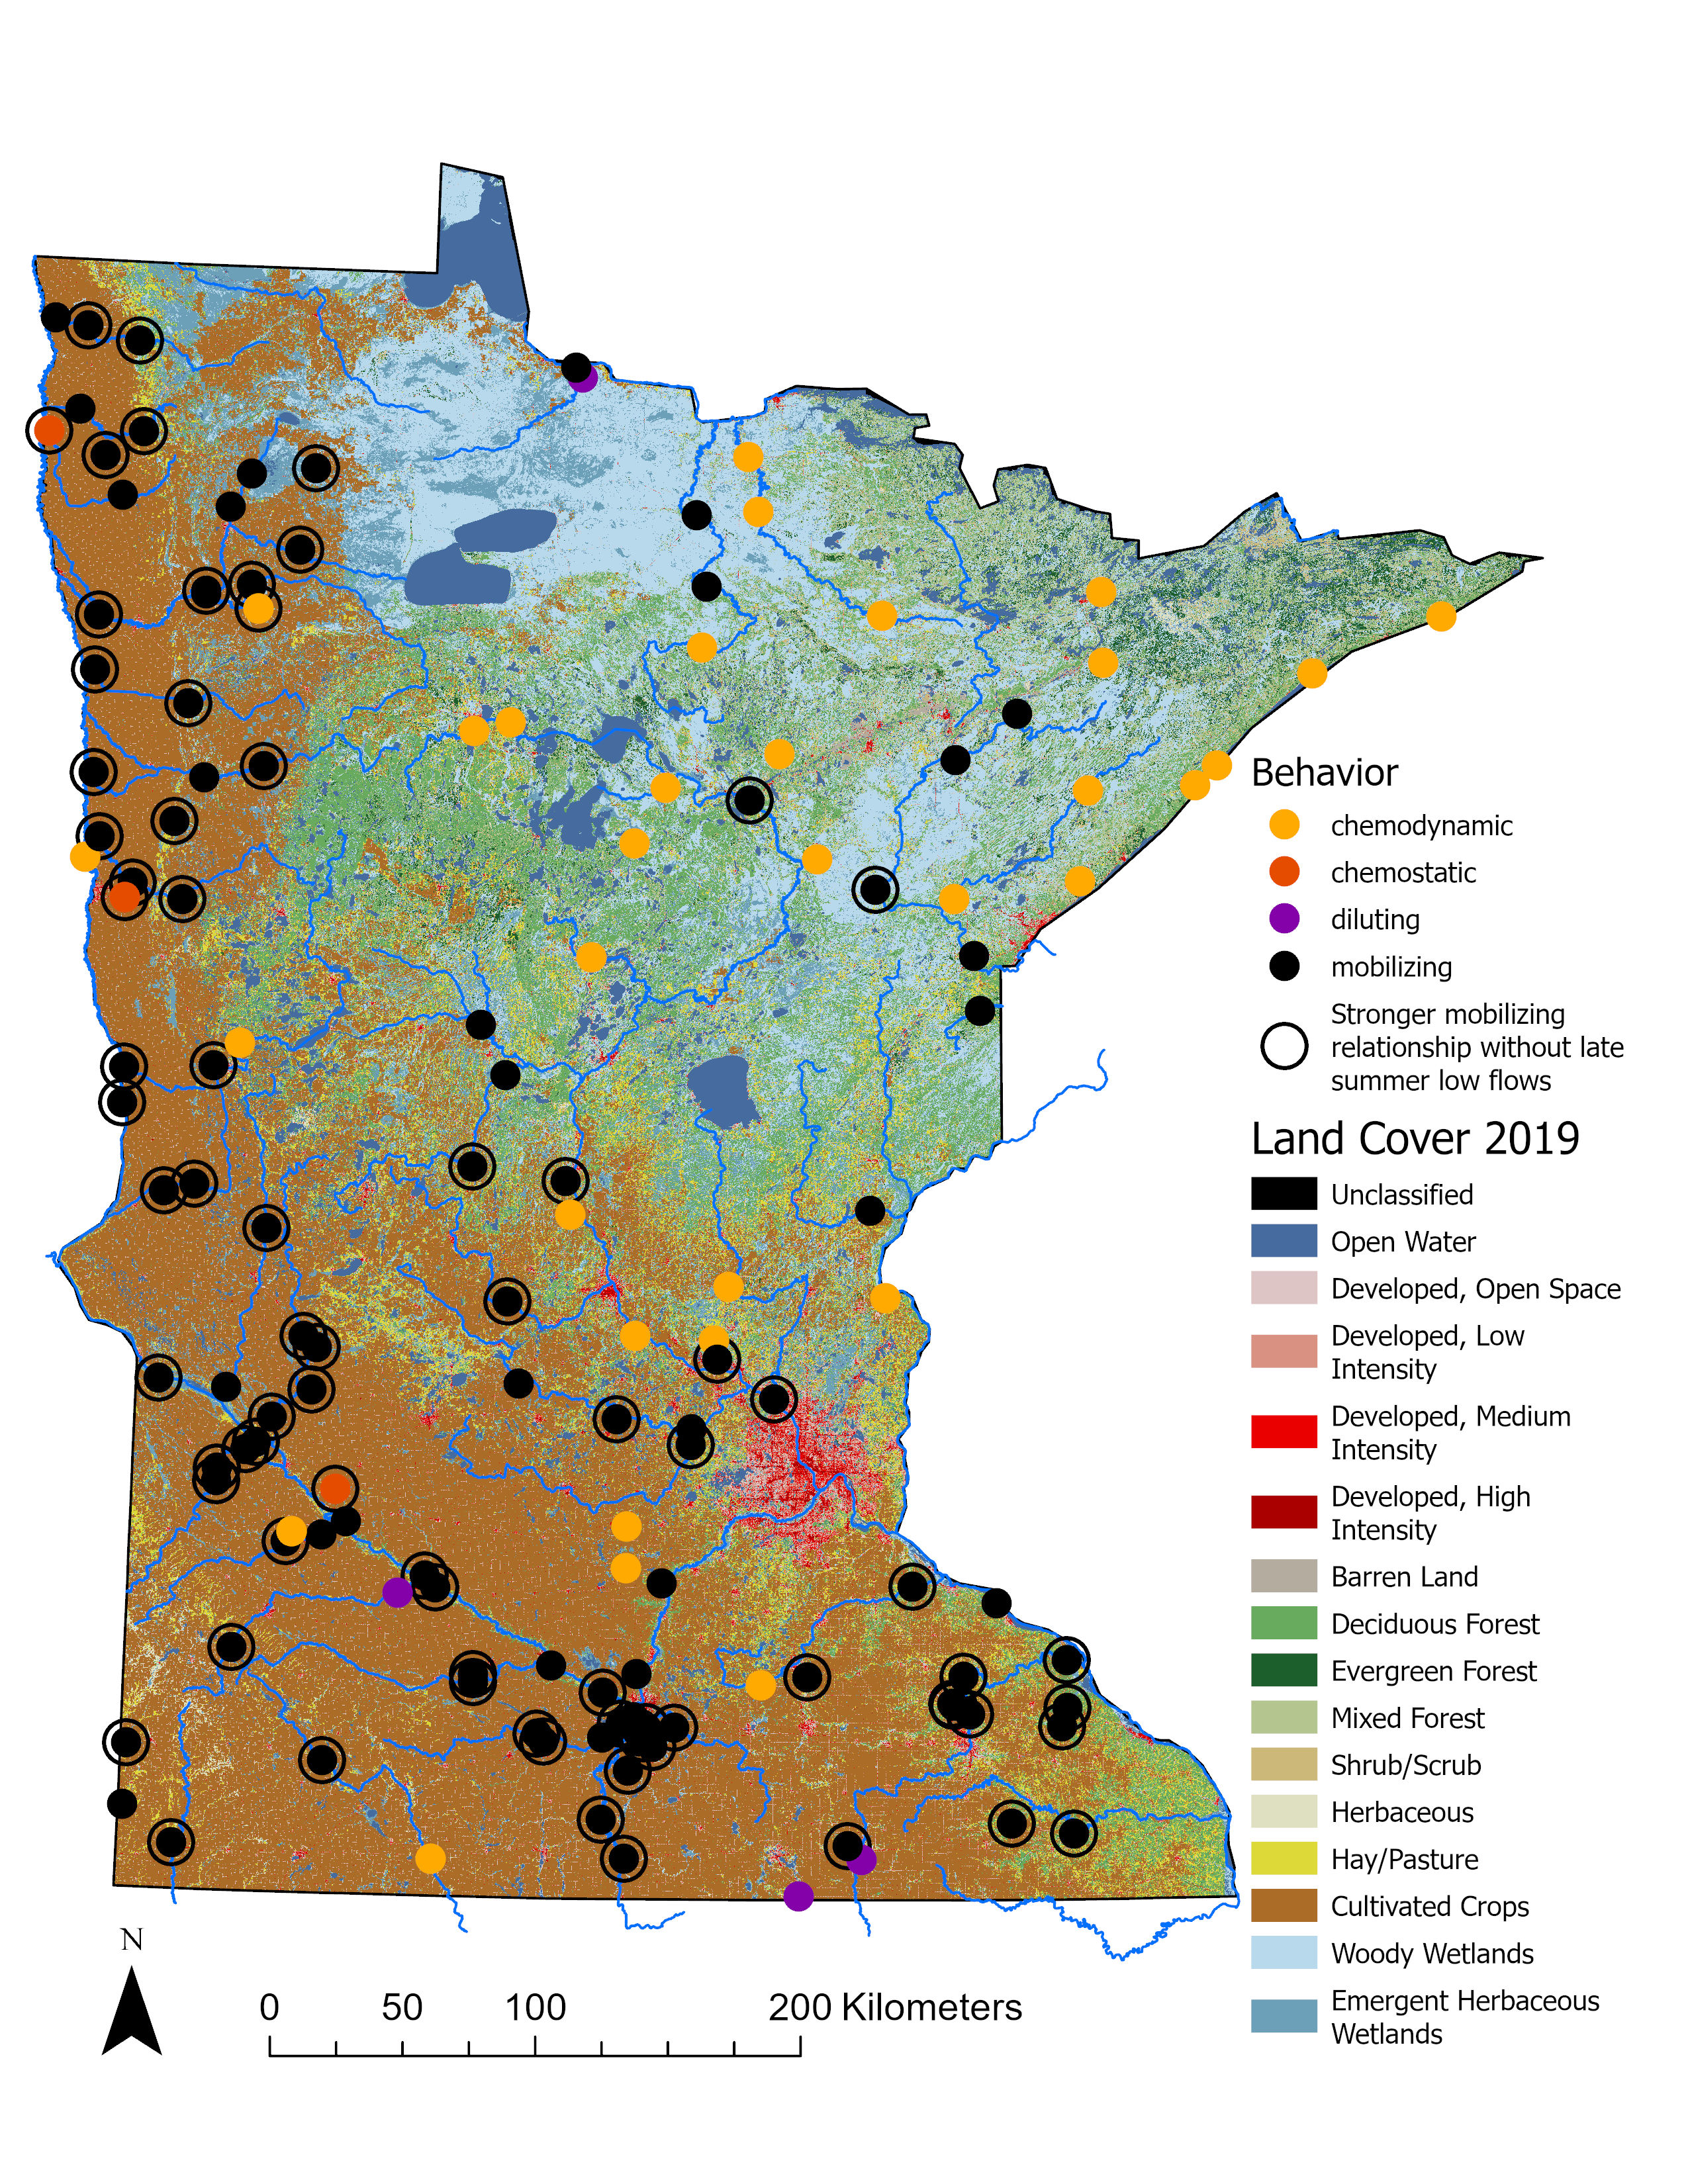 Behavior
chemodynamic
chemostatic
diluting
mobilizing
Stronger mobilizing
relationship without late
summer low flows
Land Cover 2019
Unclassified
Open Water
Developed, Open Space
Developed, Low
Intensity
Developed, Medium
Intensity
Developed, High
Intensity
Barren Land
Deciduous Forest
Evergreen Forest
Mixed Forest
Shrub/Scrub
Herbaceous
Hay/Pasture
Cultivated Crops
Woody Wetlands
Emergent Herbaceous
Wetlands
N
0 50 100 200 Kilometers